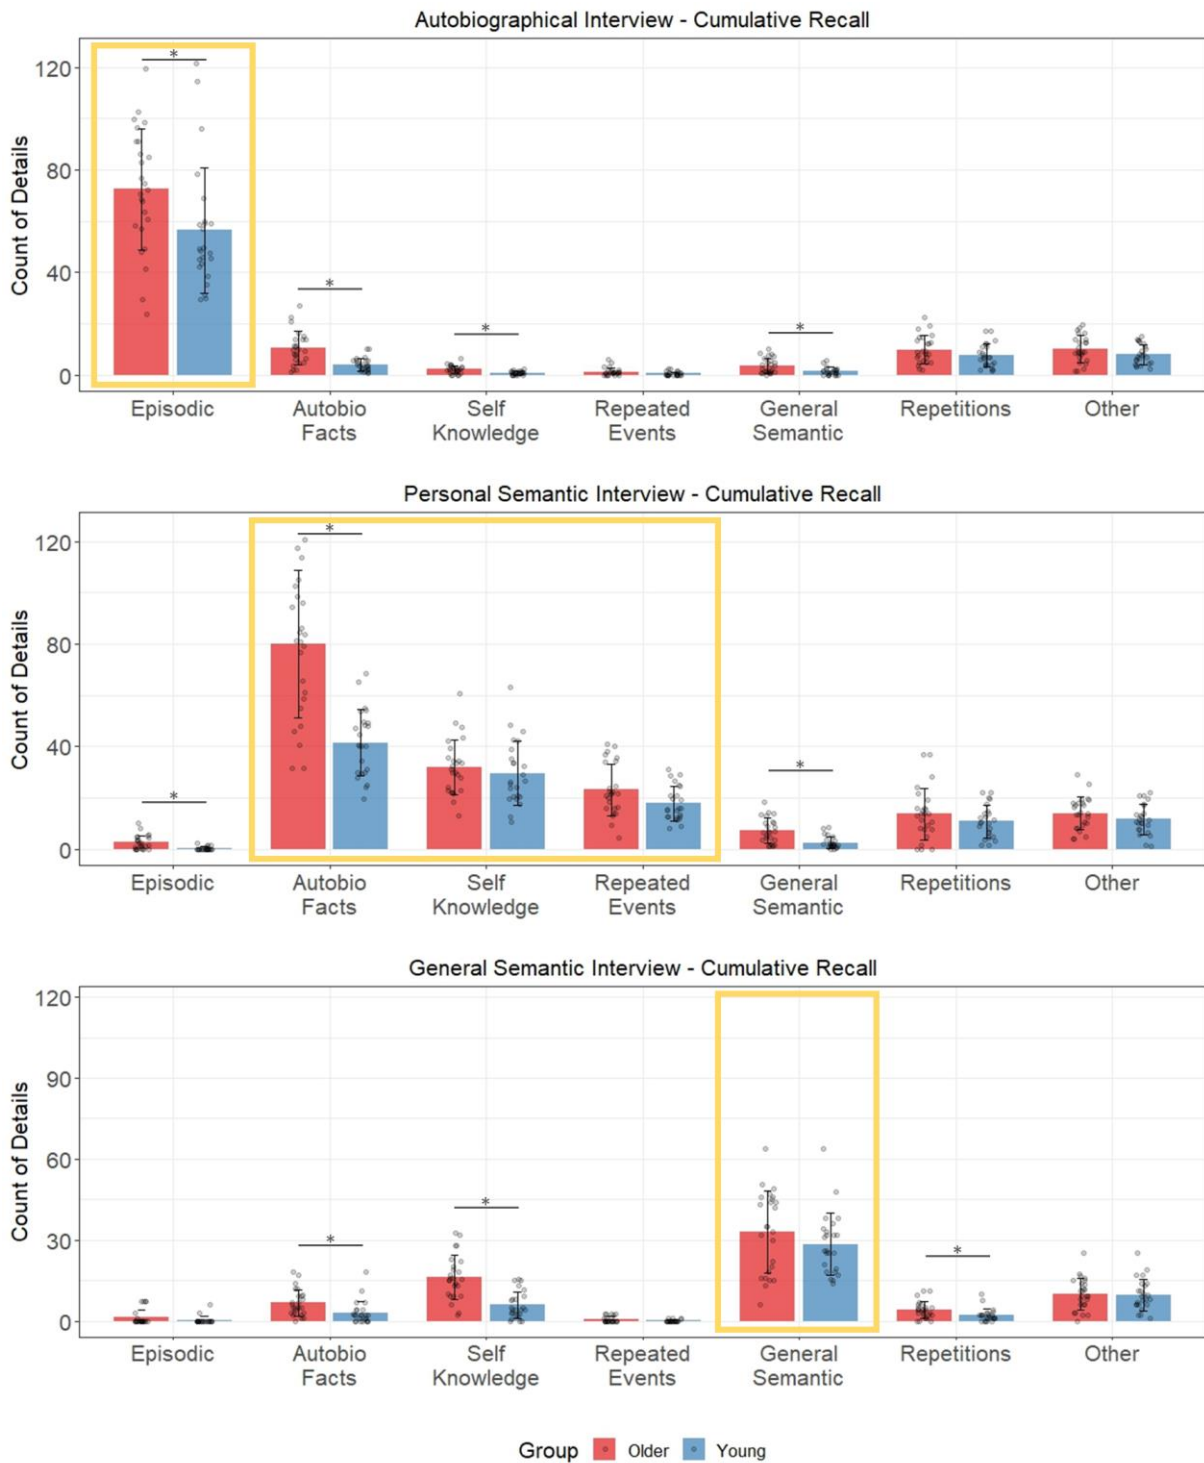 Autobiographical Interview - Cumulative Recall
Count of Details
120
80
40
0
*
*
*
*
Episodic
Autobio
Facts
Self
Knowledge
Repeated
Events
General
Semantic
Repetitions
Other
Personal Semantic Interview - Cumulative Recall
Count of Details
120
80
40
0
*
*
*
Episodic
Autobio
Facts
Self
Knowledge
Repeated
Events
General
Semantic
Repetitions
Other
General Semantic Interview - Cumulative Recall
Count of Details
120
90
60
30
0
*
*
*
Episodic
Autobio
Facts
Self
Knowledge
Repeated
Events
General
Semantic
Repetitions
Other
Group Older Young